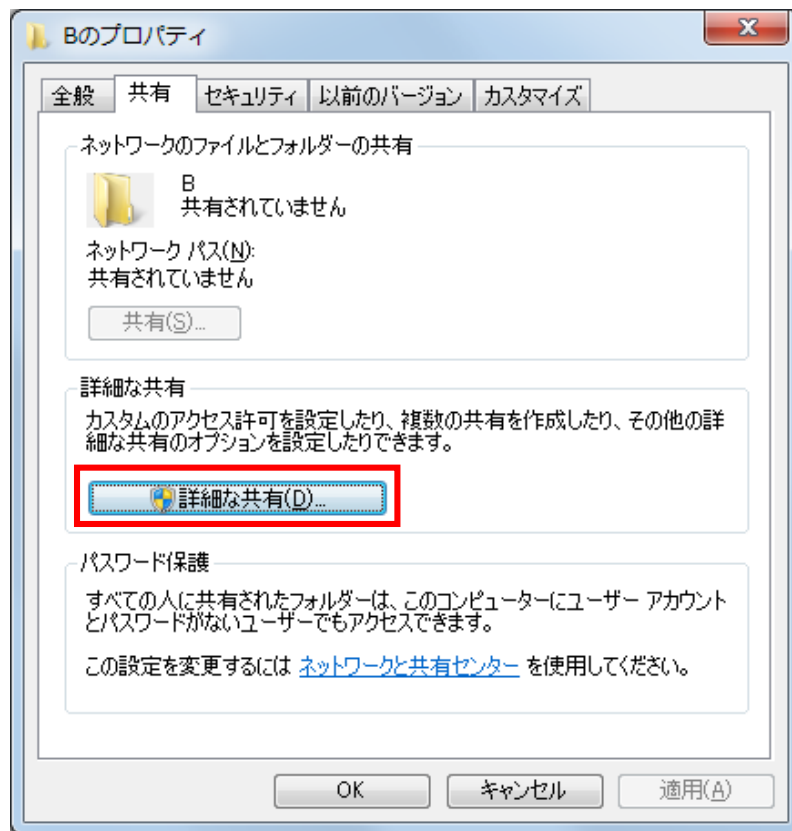 Bのプロパティ
全般 共有 セキュリティ 以前のバージョン カスタマイズ
ネットワークのファイルとフォルダーの共有
B
共有されていません
ネットワーク パス(N):
共有されていません
共有(S)...
詳細な共有
カスタムのアクセス許可を設定したり、複数の共有を作成したり、その他の詳
細な共有のオプションを設定したりできます。
詳細な共有(D)...
パスワード保護
すべての人に共有されたフォルダーは、このコンピューターにユーザー アカウント
とパスワードがないユーザーでもアクセスできます。
この設定を変更するには ネットワークと共有センター を使用してください。
OK キャンセル 適用(A)